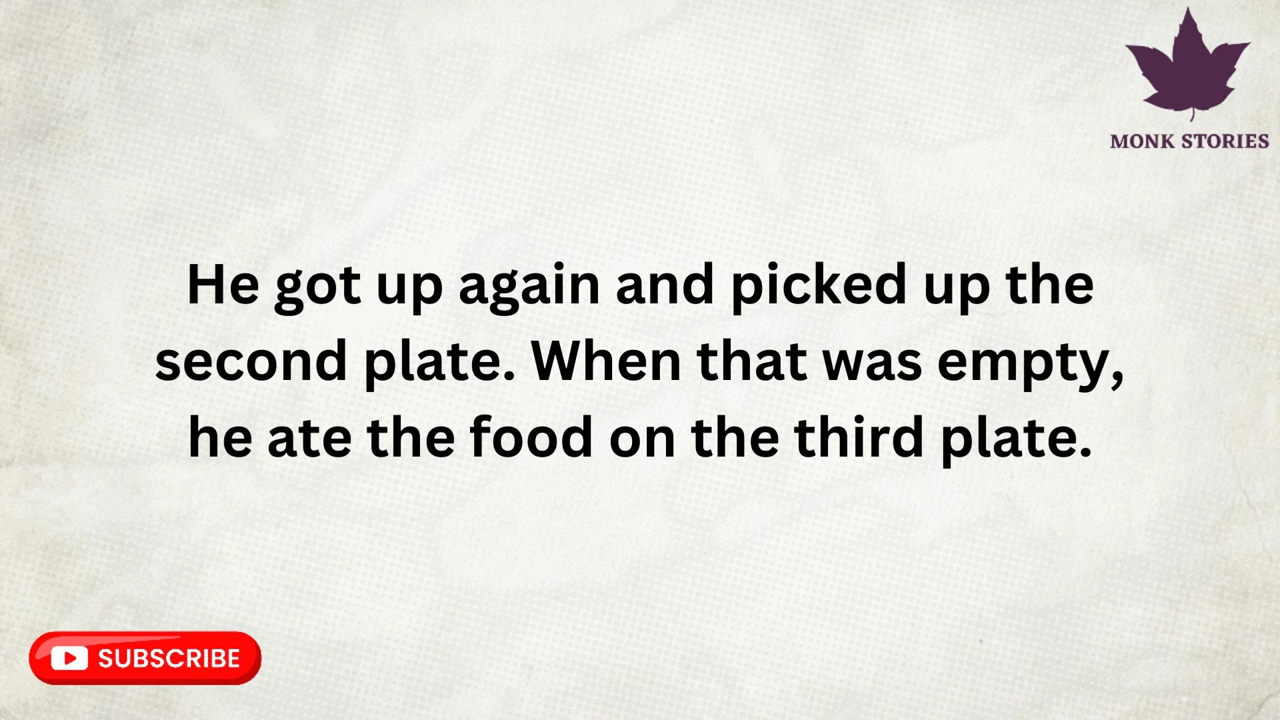 MONK STORIES
He got up again and picked up the
second plate. When that was empty,
he ate the food on the third plate.
SUBSCRIBE